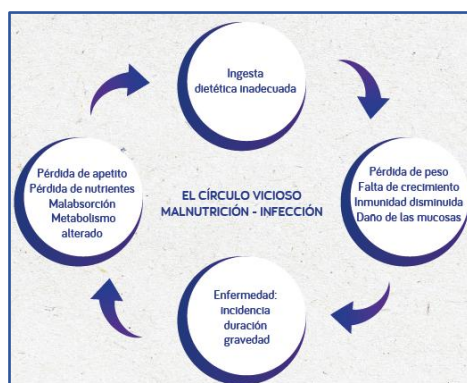 Ingesta
dietética inadecuada
Pérdida de peso
Falta de crecimiento
Inmunidad disminuida
Daño de las mucosas
Enfermedad:
incidencia
duración
gravedad
Pérdida de apetito
Pérdida de nutrientes
Malabsorción
Metabolismo
alterado
EL CÍRCULO VICIOSO
MALNUTRICIÓN - INFECCIÓN